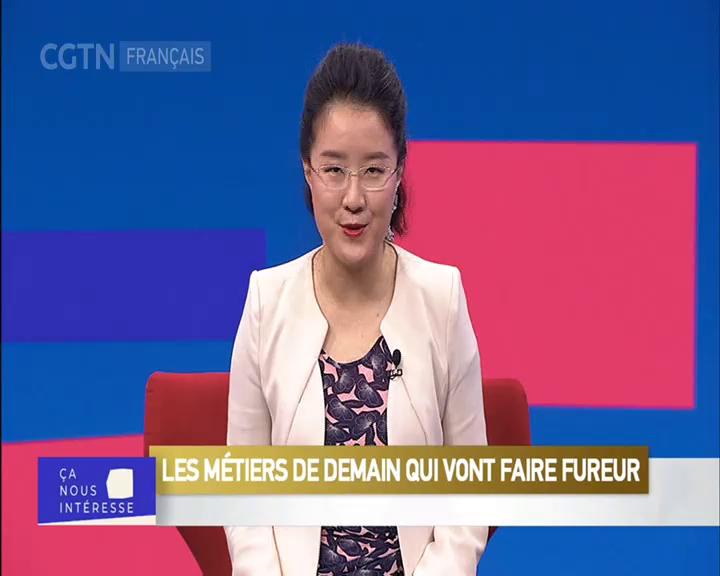 CGTN FRANÇAIS
LES MÉTIERS DE DEMAIN QUI VONT FAIRE FUREUR
ÇA
NOUS
INTÉRESSE